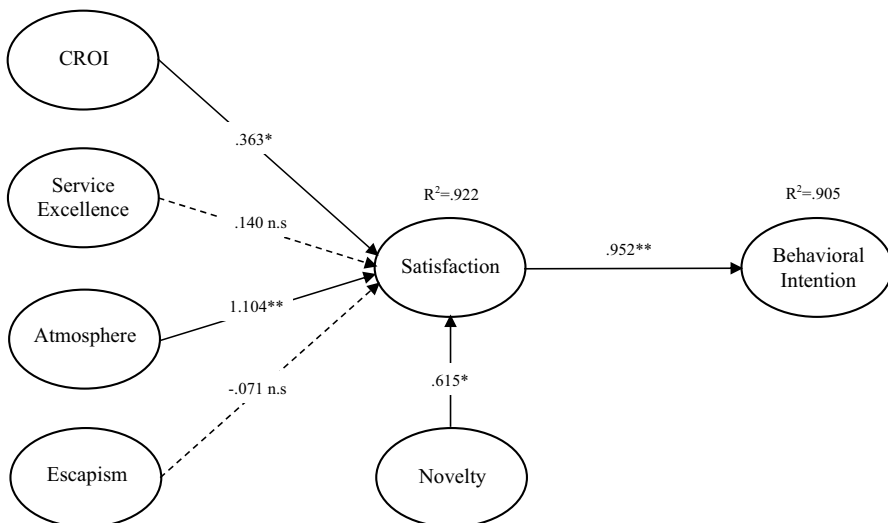 CROI
.363*
Service
Excellence
.140 n.s
R²=.922
R²=.905
Satisfaction
.952**
Behavioral
Intention
Atmosphere
1.104**
-.071 n.s
.615*
Escapism
Novelty